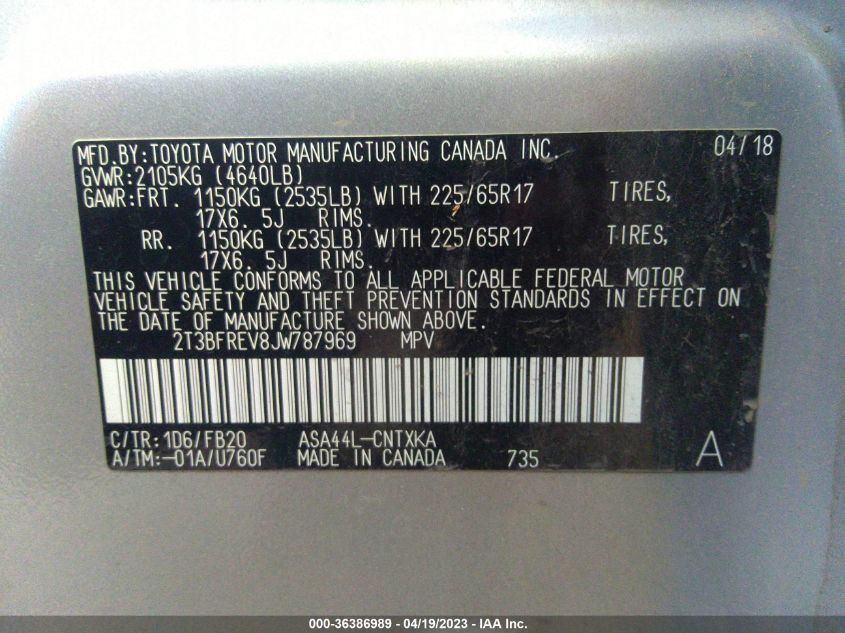 MFD.BY:TOYOTA MOTOR MANUFACTURING CANADA INC. 04/18
GVWR:2105KG (4640LB)
GAWR:FRT. 1150KG (2535LB) WITH 225/65R17 TIRES,
17X6. 5J RIMS.
RR. 1150KG (2535LB) WITH 225/65R17 TIRES,
17X6. 5J RIMS.
THIS VEHICLE CONFORMS TO ALL APPLICABLE FEDERAL MOTOR
VEHICLE SAFETY AND THEFT PREVENTION STANDARDS IN EFFECT ON
THE DATE OF MANUFACTURE SHOWN ABOVE.
2T3BFREV8JW787969 MPV
C/TR:1D6/FB20 ASA44L-CNTXKA
A/TM:-01A/U760F MADE IN CANADA 735 A
000-36386989 - 04/19/2023 - IAA Inc.